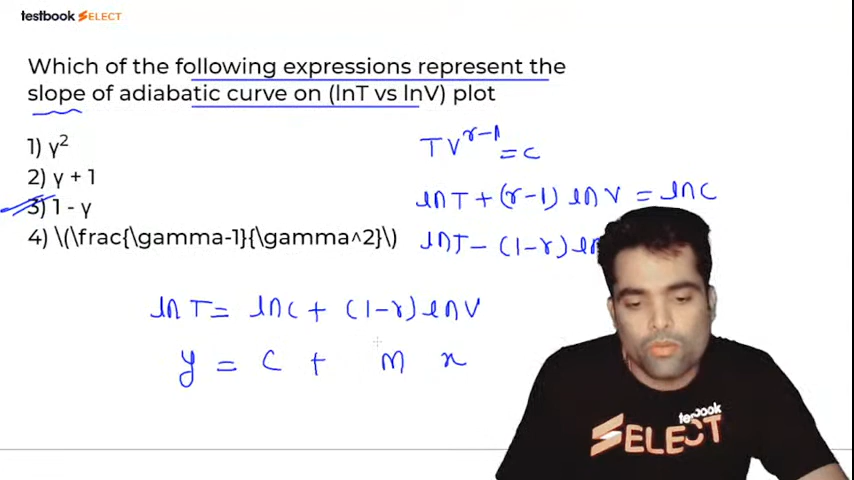 testbook SELECT
Which of the following expressions represent the
slope of adiabatic curve on (lnT vs lnV) plot
1) γ²
2) γ + 1
3) 1 - γ
4) \(\frac{\gamma-1}{\gamma^2}\)
TV^γ-1 = C
lnT + (γ-1) lnV = lnC
lnT - (1-γ) ln
lnT = lnC + (1-γ) lnV
y = C + m x
testbook
SELECT